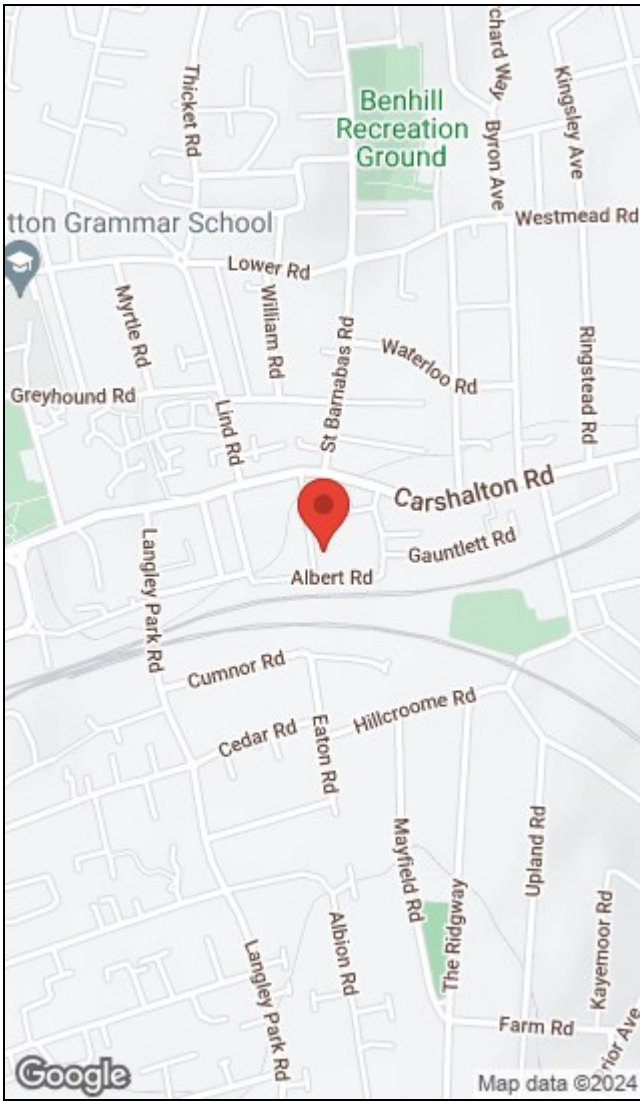 chard Way
Benhill
Recreation
Ground
Thicket Rd
Kingsley Ave
Byron Ave
Westmead Rd
tton Grammar School
Lower Rd
Myrtle Rd
William Rd
St Barnabas Rd
Waterloo Rd
Ringstead Rd
Greyhound Rd
Lind Rd
Carshalton Rd
Langley Park Rd
Gauntlett Rd
Albert Rd
Cumnor Rd
Cedar Rd
Eaton Rd
Hillcroome Rd
Mayfield Rd
Upland Rd
The Ridgway
Kayemoor Rd
Albion Rd
Langley Park Rd
Farm Rd
rior Ave
Google
Map data ©2024